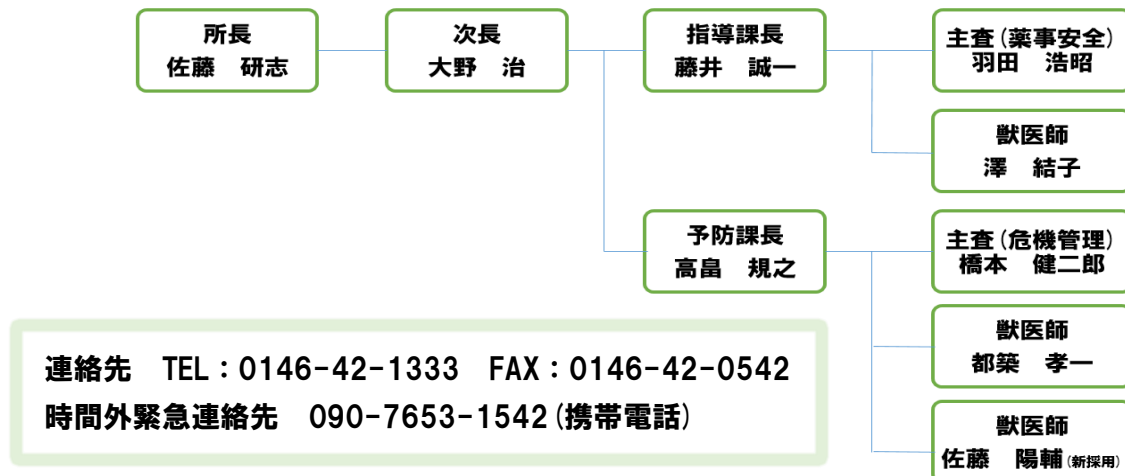 所長
佐藤　研志
次長
大野　治
指導課長
藤井　誠一
主査(薬事安全)
羽田　浩昭
獣医師
澤　結子
予防課長
高畠　規之
主査(危機管理)
橋本　健二郎
獣医師
都築　孝一
獣医師
佐藤　陽輔(新採用)
連絡先　TEL：0146-42-1333　FAX：0146-42-0542
時間外緊急連絡先　090-7653-1542(携帯電話)